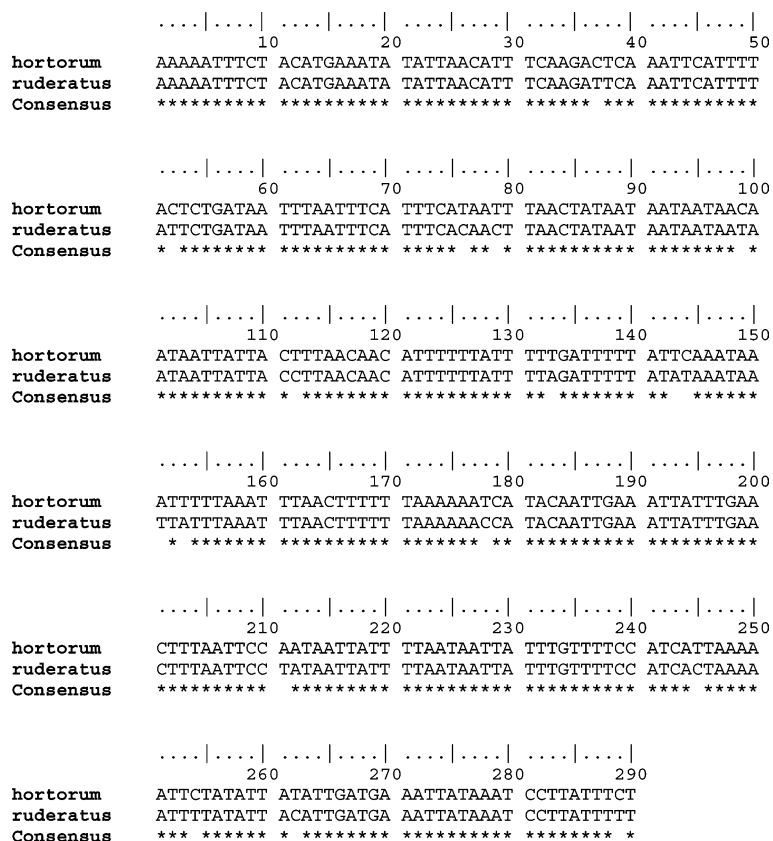 ....|....| ....|....| ....|....| ....|....| ....|....|
10 20 30 40 50
hortorum AAAAATTTCT ACATGAAATA TATTAACATT TCAAGACTCA AATTCATTTT
ruderatus AAAAATTTCT ACATGAAATA TATTAACATT TCAAGATTCA AATTCATTTT
Consensus ********** ********** ********** ****** *** **********
....|....| ....|....| ....|....| ....|....| ....|....|
60 70 80 90 100
hortorum ACTCTGATAA TTTAATTTCA TTTCATAATT TAACTATAAT AATAATAACA
ruderatus ATTCTGATAA TTTAATTTCA TTTCACAACT TAACTATAAT AATAATAATA
Consensus * ******** ********** ***** ** * ********** ******** *
....|....| ....|....| ....|....| ....|....| ....|....|
110 120 130 140 150
hortorum ATAATTATTA CTTTAACAAC ATTTTTTATT TTTGATTTTT ATTCAAATAA
ruderatus ATAATTATTA CCTTAACAAC ATTTTTTATT TTAGATTTTT ATATAAATAA
Consensus ********** * ******** ********** ** ******* **  ******
....|....| ....|....| ....|....| ....|....| ....|....|
160 170 180 190 200
hortorum ATTTTTAAAT TTAACTTTTT TAAAAAATCA TACAATTGAA ATTATTTGAA
ruderatus TTATTTAAAT TTAACTTTTT TAAAAAACCA TACAATTGAA ATTATTTGAA
Consensus  * ******* ********** ******* ** ********** **********
....|....| ....|....| ....|....| ....|....| ....|....|
210 220 230 240 250
hortorum CTTTAATTCC AATAATTATT TTAATAATTA TTTGTTTTCC ATCATTAAAA
ruderatus CTTTAATTCC TATAATTATT TTAATAATTA TTTGTTTTCC ATCACTAAAA
Consensus **********  ********* ********** ********** **** *****
....|....| ....|....| ....|....| ....|....|
260 270 280 290
hortorum ATTCTATATT ATATTGATGA AATTATAAAT CCTTATTTCT
ruderatus ATTTTATATT ACATTGATGA AATTATAAAT CCTTATTTTT
Consensus *** ****** * ******** ********** ******** *